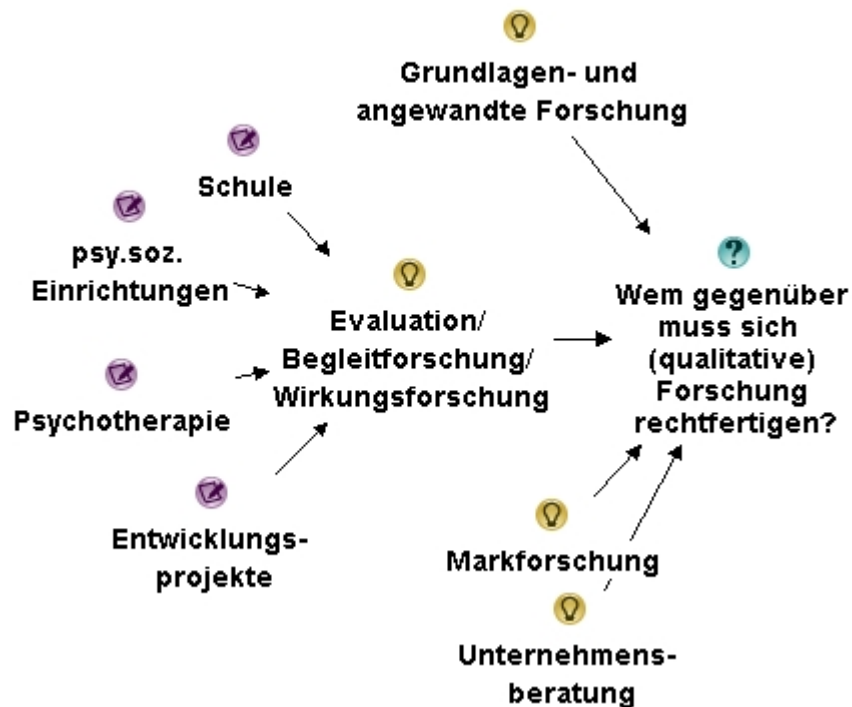 Grundlagen- und
angewandte Forschung
Schule
psy.soz.
Einrichtungen
Evaluation/
Begleitforschung/
Wirkungsforschung
Wem gegenüber
muss sich
(qualitative)
Forschung
rechtfertigen?
Psychotherapie
Entwicklungs-
projekte
Markforschung
Unternehmens-
beratung